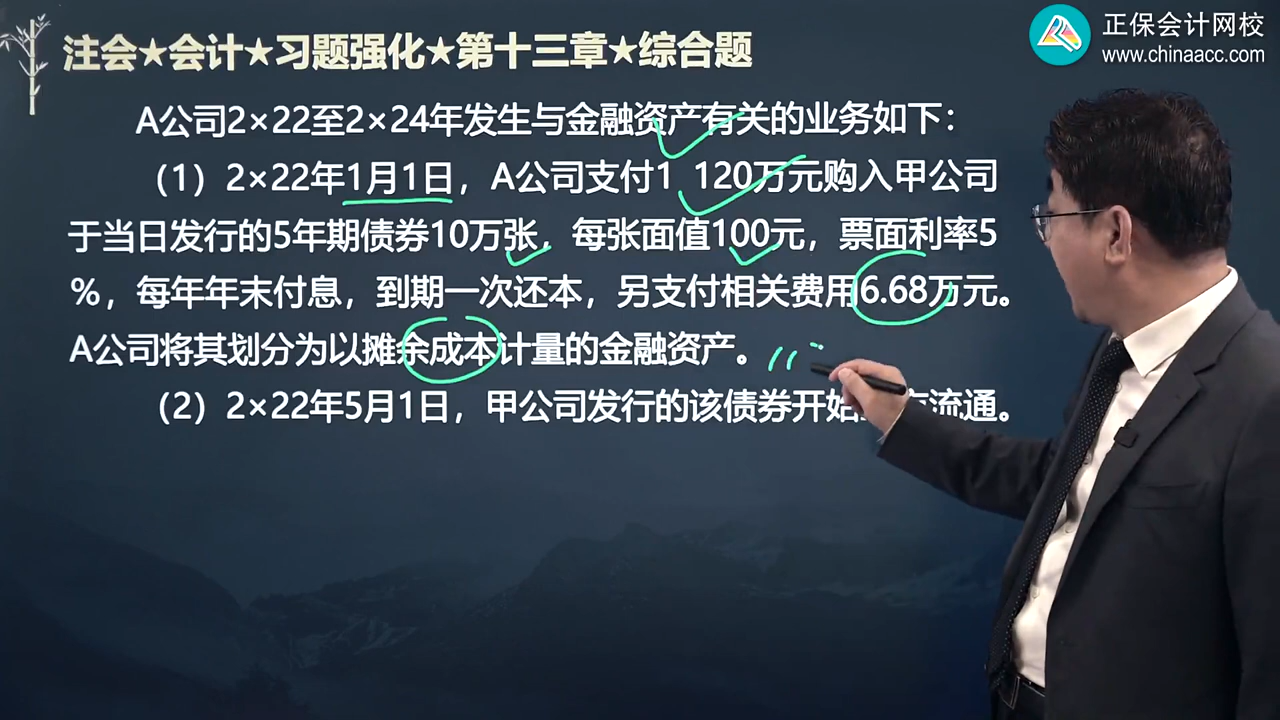 正保会计网校
www.chinaacc.com
注会★会计★习题强化★第十三章★综合题
A公司2×22至2×24年发生与金融资产有关的业务如下：
（1）2×22年1月1日，A公司支付1 120万元购入甲公司
于当日发行的5年期债券10万张，每张面值100元，票面利率5
%，每年年末付息，到期一次还本，另支付相关费用6.68万元。
A公司将其划分为以摊余成本计量的金融资产。
（2）2×22年5月1日，甲公司发行的该债券开始 流通。